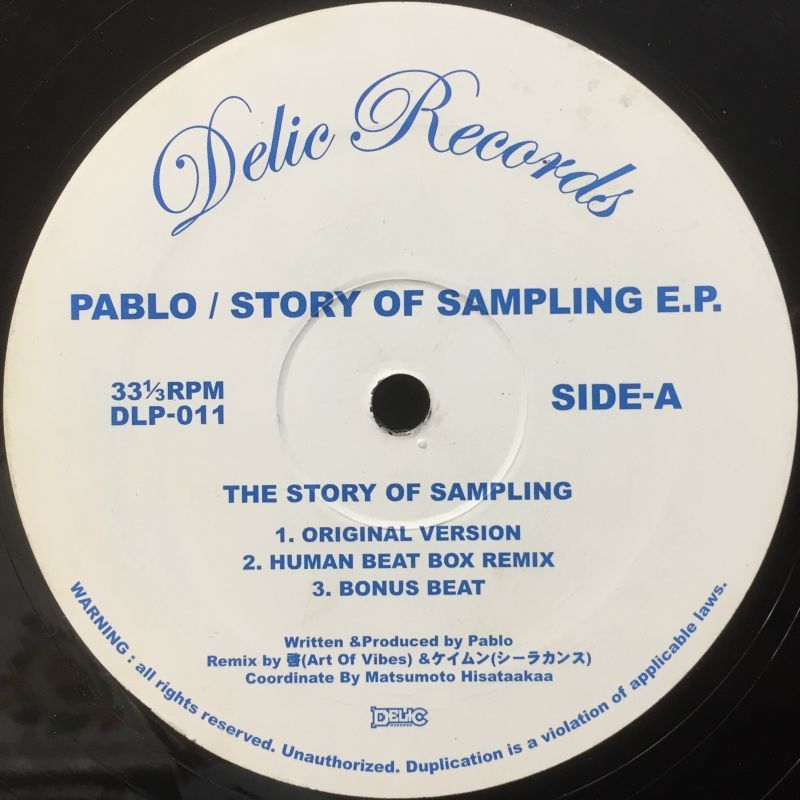 Delic Records
PABLO / STORY OF SAMPLING E.P.
33⅓RPM
DLP-011
SIDE-A
THE STORY OF SAMPLING
1. ORIGINAL VERSION
2. HUMAN BEAT BOX REMIX
3. BONUS BEAT
Written &Produced by Pablo
Remix by 啓(Art Of Vibes) &ケイムン(シーラカンス)
Coordinate By Matsumoto Hisataakaa
DELIC
WARNING : all rights reserved. Unauthorized. Duplication is a violation of applicable laws.